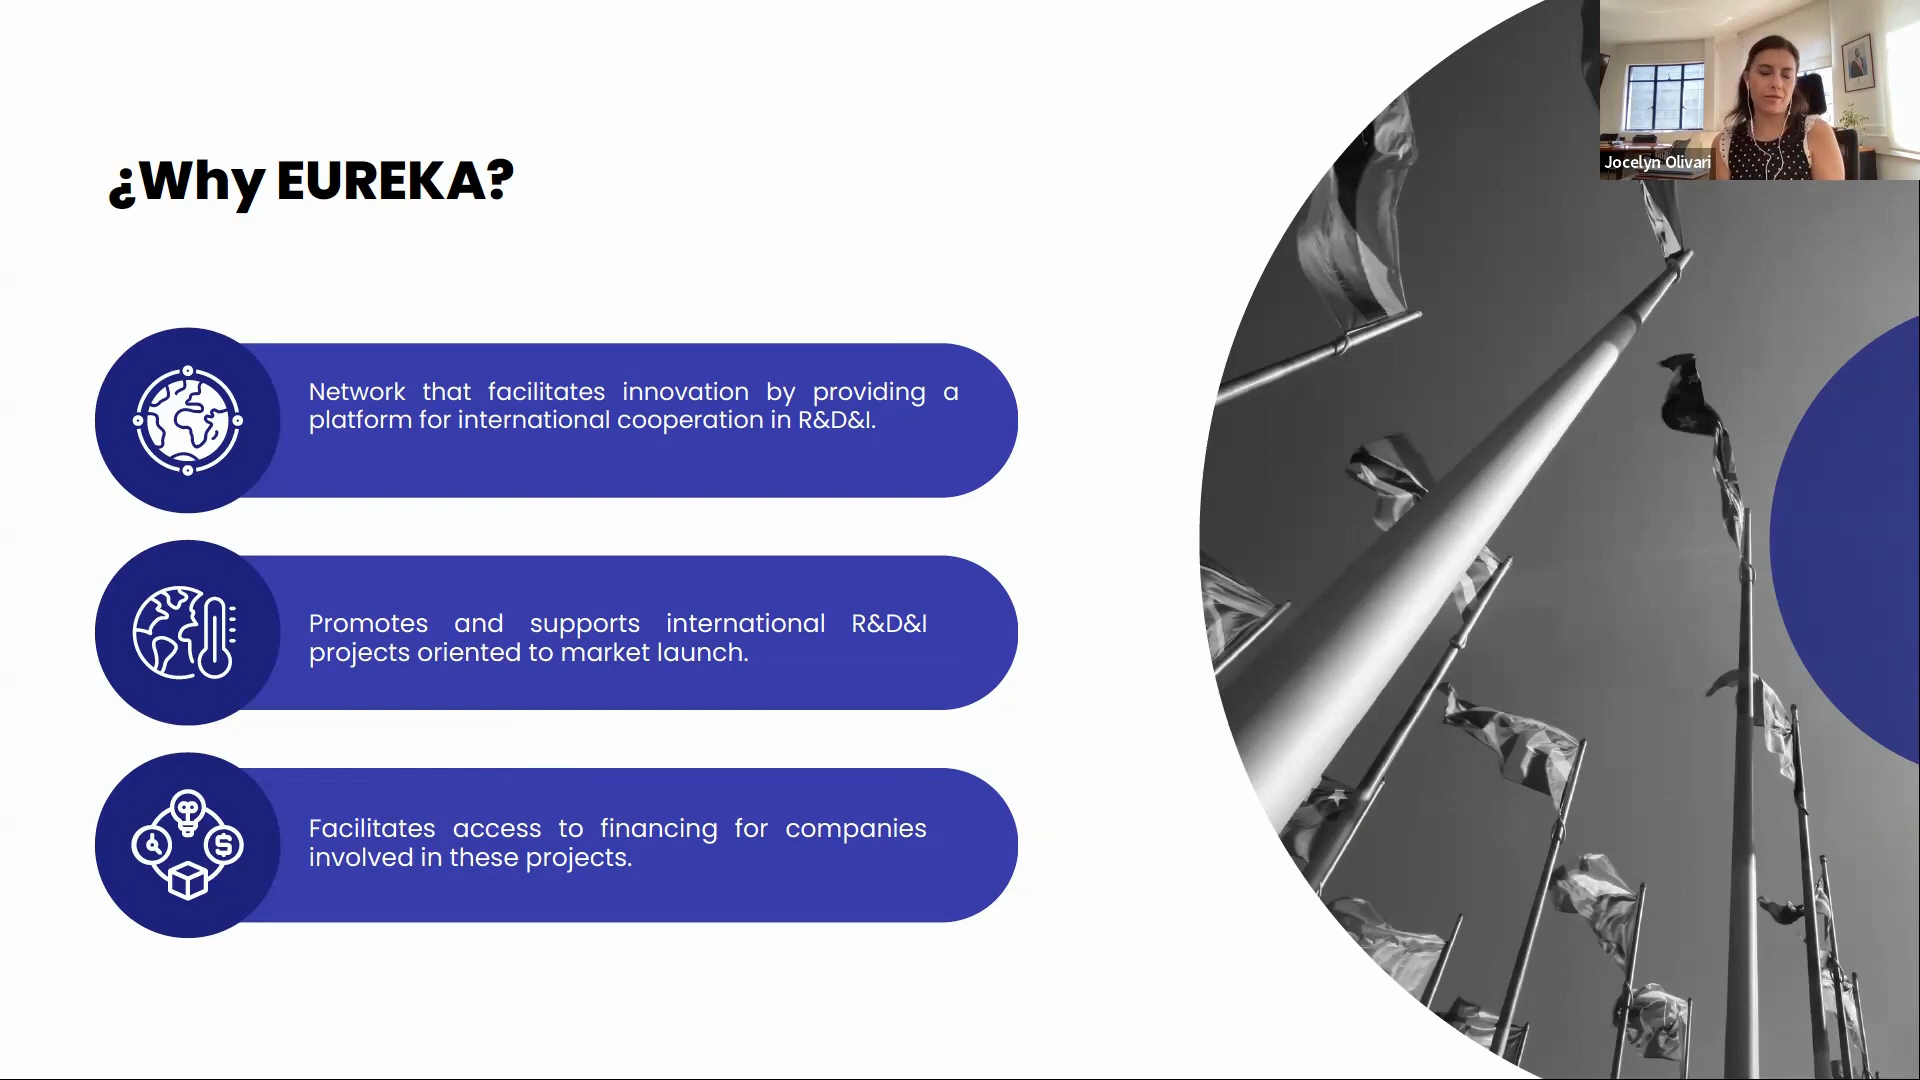 Jocelyn Olivari
¿Why EUREKA?
Network that facilitates innovation by providing a
platform for international cooperation in R&D&I.
Promotes and supports international R&D&I
projects oriented to market launch.
Facilitates access to financing for companies
involved in these projects.